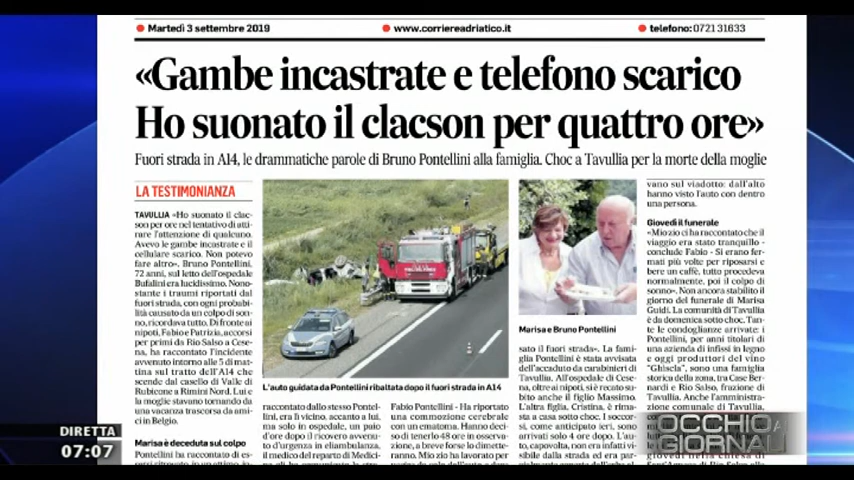 Martedì 3 settembre 2019
www.corriereadriatico.it
telefono: 0721 31633
«Gambe incastrate e telefono scarico
Ho suonato il clacson per quattro ore»
Fuori strada in A14, le drammatiche parole di Bruno Pontellini alla famiglia. Choc a Tavullia per la morte della moglie
LA TESTIMONIANZA
TAVULLIA «Ho suonato il clac-
son per ore nel tentativo di atti-
rare l'attenzione di qualcuno.
Avevo le gambe incastrate e il
cellulare scarico. Non potevo
fare altro». Bruno Pontellini,
72 anni, sul letto dell'ospedale
Bufalini era lucidissimo. Nono-
stante i traumi riportati dal
fuori strada, con ogni probabi-
lità causato da un colpo di son-
no, ricordava tutto. Di fronte ai
nipoti, Fabio e Patrizia, accorsi
per primi da Rio Salso a Cese-
na, ha raccontato l'incidente
avvenuto intorno alle 5 di mat-
tina sul tratto dell'A14 che
scende dal casello di Valle di
Rubicone a Rimini Nord. Lui e
la moglie stavano tornando da
una vacanza trascorsa da ami-
ci in Belgio.
Marisa è deceduta sul colpo
Pontellini ha raccontato di es-
L'auto guidata da Pontellini ribaltata dopo il fuori strada in A14
raccontato dallo stesso Pontel-
lini, era lì vicino, accanto a lui,
ma solo in ospedale, un paio
d'ore dopo il ricovero avvenu-
to d'urgenza in eliambulanza,
il medico del reparto di Medici-
Fabio Pontellini - Ha riportato
una commozione cerebrale
con un ematoma. Hanno deci-
so di tenerlo 48 ore in osserva-
zione, a breve forse lo dimette-
ranno. Mio zio ha lavorato per
Marisa e Bruno Pontellini
sato il fuori strada». La fami-
glia Pontellini è stata avvisata
dell'accaduto da carabinieri di
Tavullia. All'ospedale di Cese-
na, oltre ai nipoti, si è recato su-
bito anche il figlio Massimo.
L'altra figlia, Cristina, è rima-
sta a casa sotto choc. I soccor-
si, come anticipato ieri, sono
arrivati solo 4 ore dopo. L'au-
to, capovolta, non era infatti vi-
sibile dalla strada ed era par-
vano sul viadotto: dall'alto
hanno visto l'auto con dentro
una persona.
Giovedì il funerale
«Mio zio ci ha raccontato che il
viaggio era stato tranquillo -
conclude Fabio - Si erano fer-
mati più volte per riposarsi e
bere un caffè, tutto procedeva
normalmente, poi il colpo di
sonno». Non ancora stabilito il
giorno del funerale di Marisa
Guidi. La comunità di Tavullia
è da domenica sotto choc. Tan-
te le condoglianze arrivate: i
Pontellini, per anni titolari di
una azienda di infissi in legno
e oggi produttori del vino
"Ghisela", sono una famiglia
storica della zona, tra Case Ber-
nardi e Rio Salso, frazione di
Tavullia. Anche l'amministra-
zione comunale di Tavullia,
DIRETTA
07:07
OCCHIO AI
GIORNALI